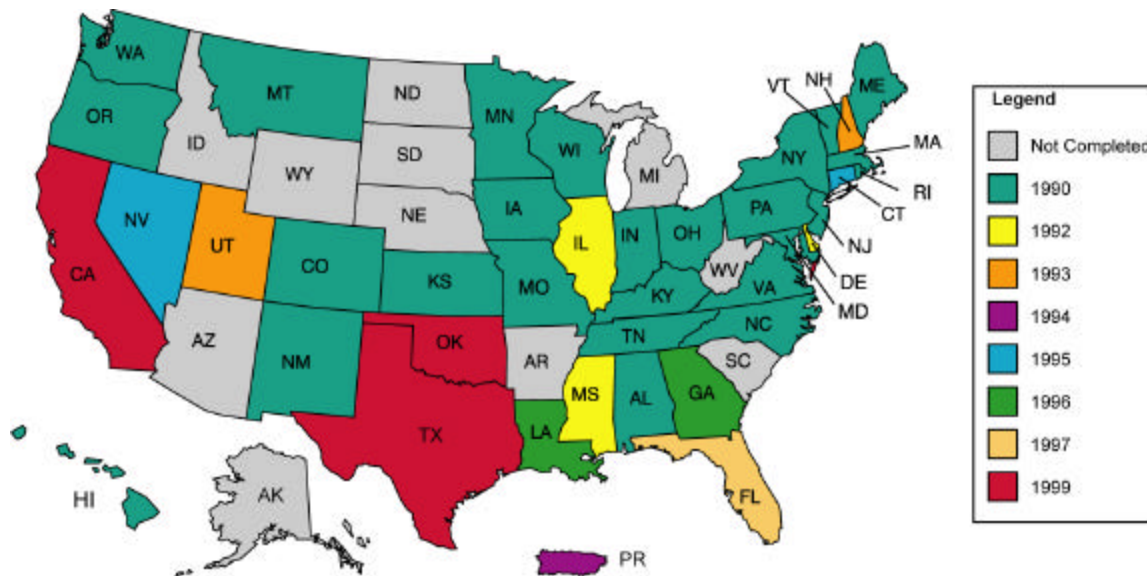 WA
MT
ND
MN
VT
NH
ME
OR
ID
SD
WI
NY
MA
WY
MI
RI
NE
IA
PA
CT
NV
UT
IL
IN
OH
NJ
CA
CO
KS
MO
WV
VA
DE
KY
MD
AZ
NM
OK
AR
TN
NC
SC
MS
AL
GA
TX
LA
HI
AK
FL
PR
Legend
Not Completed
1990
1992
1993
1994
1995
1996
1997
1999